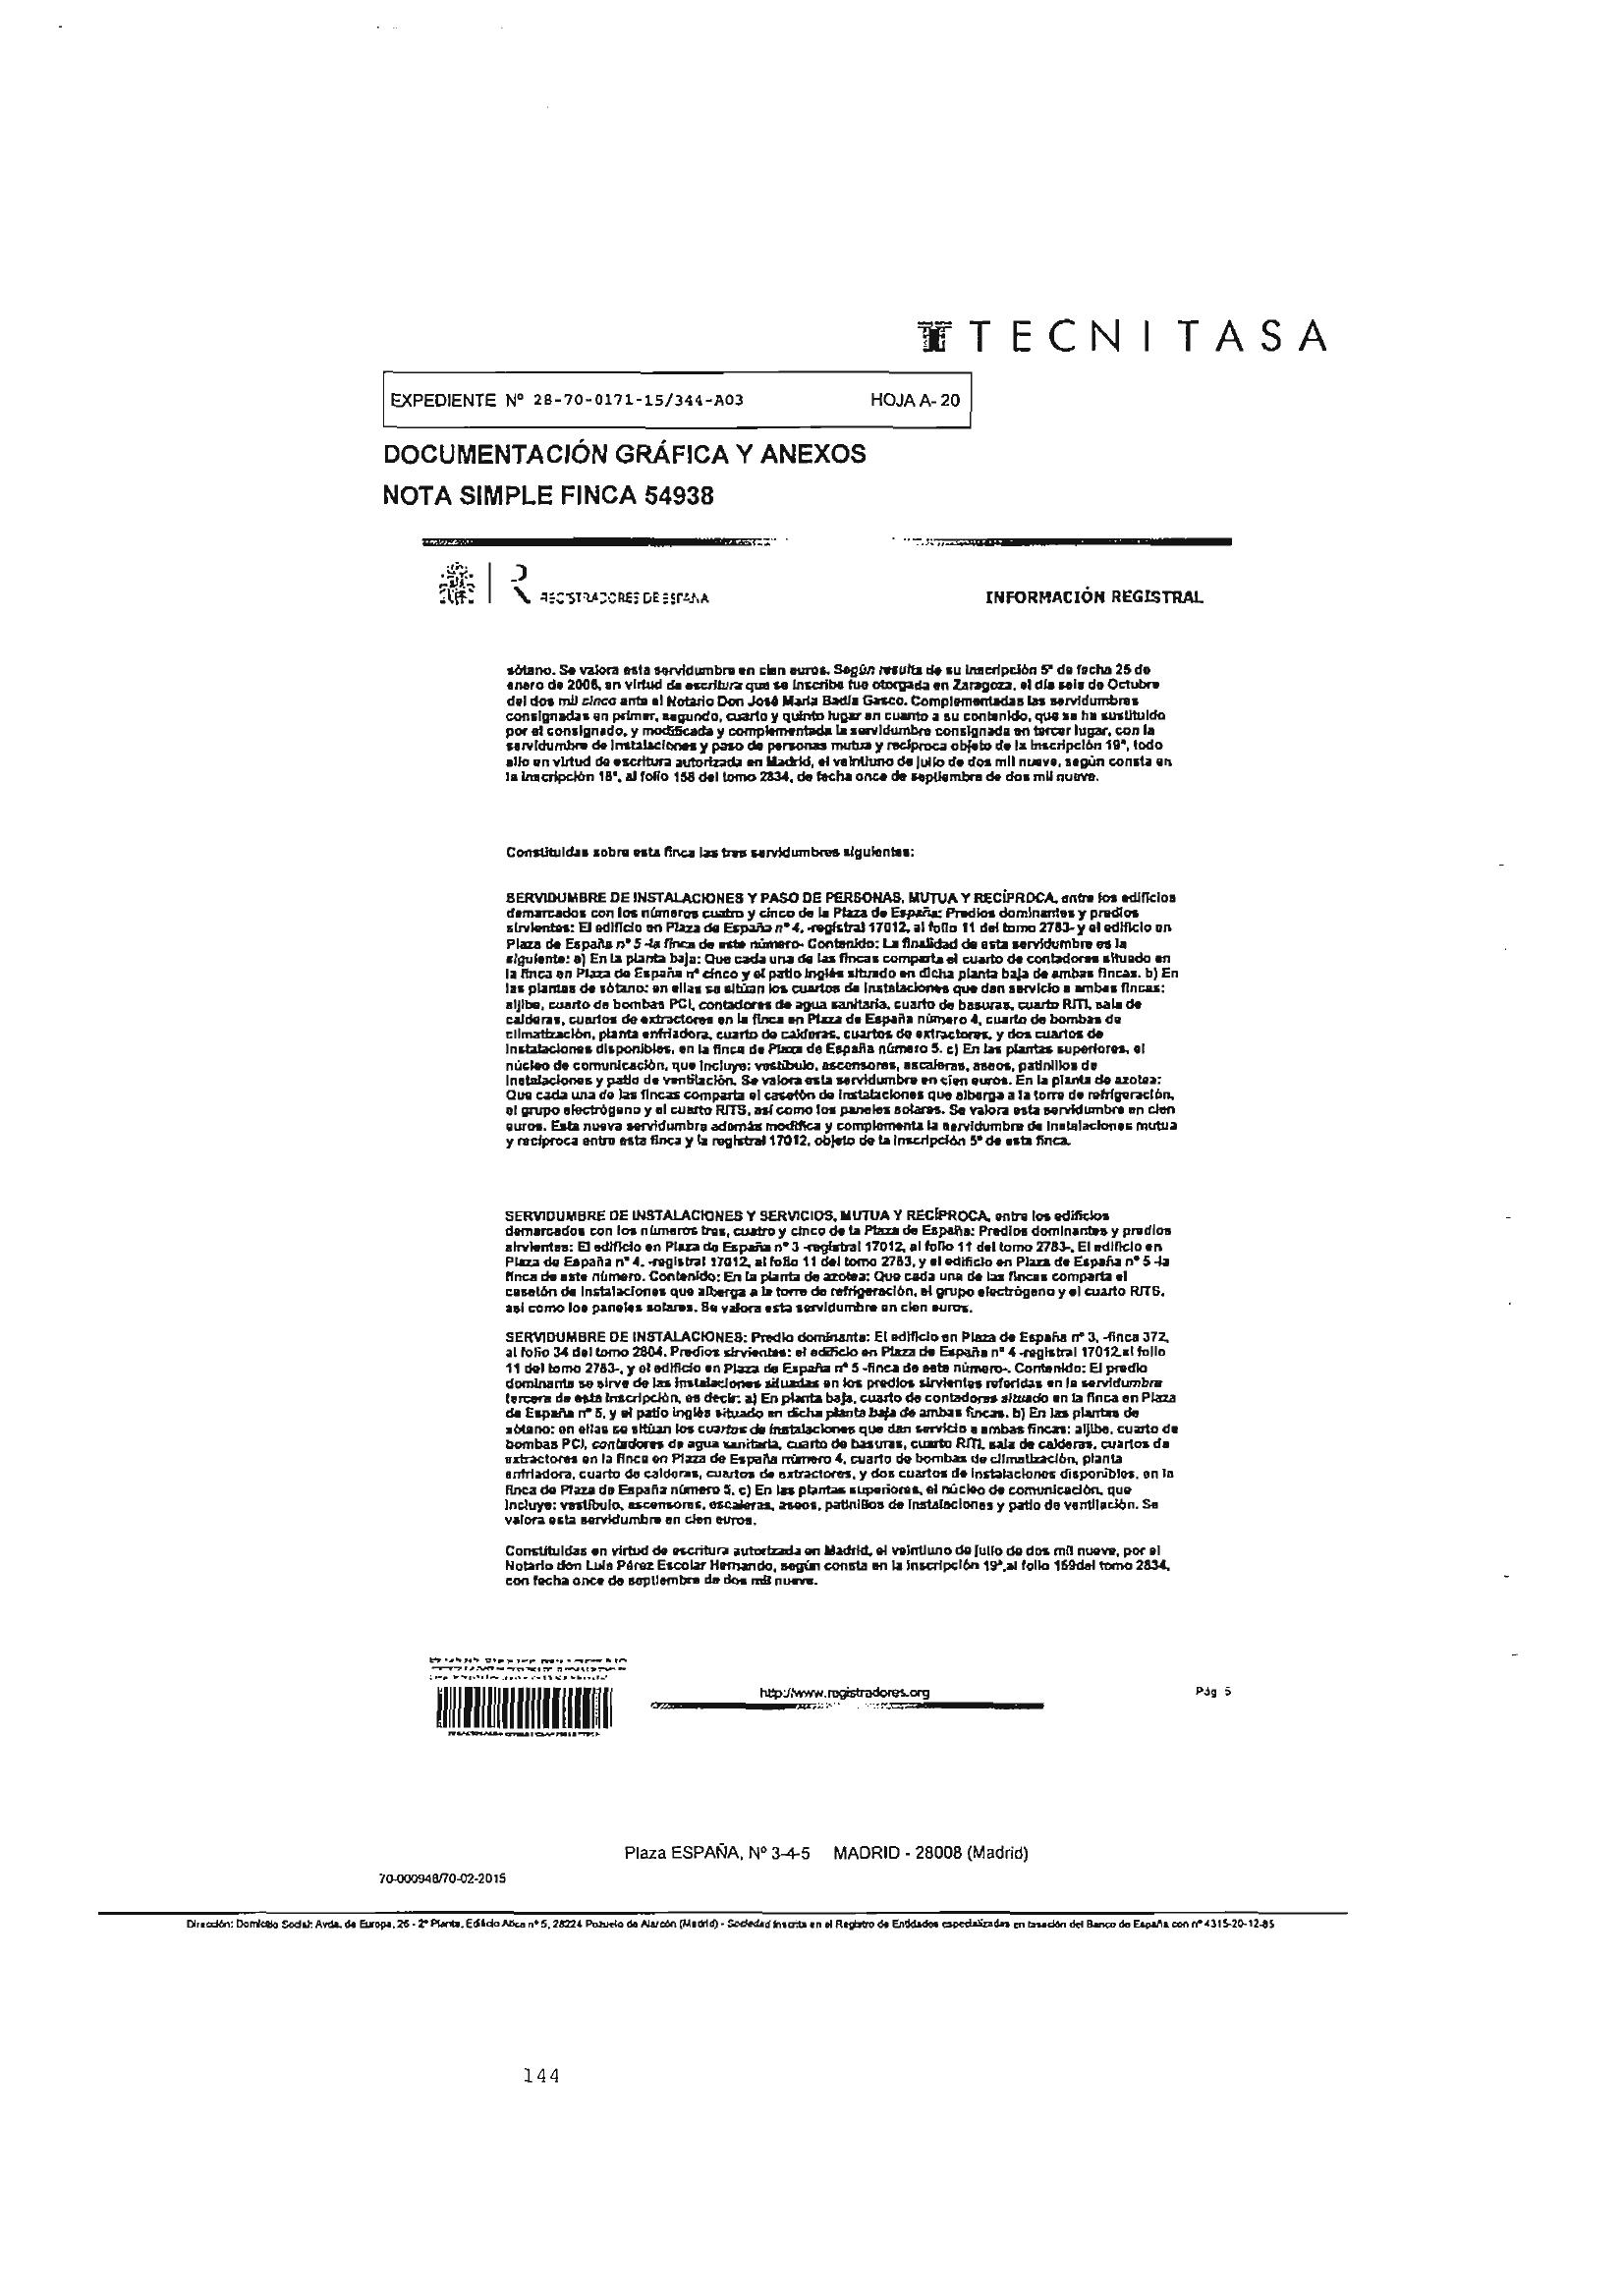 TECNITASA
EXPEDIENTE Nº 28-70-0171-15/344-A03 HOJA A- 20
DOCUMENTACIÓN GRÁFICA Y ANEXOS
NOTA SIMPLE FINCA 54938
REGISTRADORES DE ESPAÑA INFORMACIÓN REGISTRAL
sótano. Se valora esta servidumbre en cien euros. Según resulta de su inscripción 5ª de fecha 25 de
enero de 2006, en virtud de escritura que se inscribe fue otorgada en Zaragoza, el día seis de Octubre
del dos mil cinco ante el Notario Don José María Badía Gasco. Complementadas las servidumbres
consignadas en primer, segundo, cuarto y quinto lugar en cuanto a su contenido, que se ha sustituido
por el consignado, y modificada y complementada la servidumbre consignada en tercer lugar, con la
servidumbre de instalaciones y paso de personas mutua y recíproca objeto de la inscripción 19ª, todo
ello en virtud de escritura autorizada en Madrid, el veintiuno de julio de dos mil nueve, según consta en
la inscripción 18ª, al folio 158 del tomo 2834, de fecha once de septiembre de dos mil nueve.
Constituidas sobre esta finca las tres servidumbres siguientes:
SERVIDUMBRE DE INSTALACIONES Y PASO DE PERSONAS, MUTUA Y RECÍPROCA, entre los edificios
demarcados con los números cuatro y cinco de la Plaza de España: Predios dominantes y predios
sirvientes: El edificio en Plaza de España nº 4, -registral 17012, al folio 11 del tomo 2783- y el edificio en
Plaza de España nº 5 -la finca de este número- Contenido: La finalidad de esta servidumbre es la
siguiente: a) En la planta baja: Que cada una de las fincas comparta el cuarto de contadores situado en
la finca en Plaza de España nº cinco y el patio inglés situado en dicha planta baja de ambas fincas. b) En
las plantas de sótano: en ellas se sitúan los cuartos de instalaciones que dan servicio a ambas fincas:
aljibe, cuarto de bombas PCI, contadores de agua sanitaria, cuarto de basuras, cuarto RITI, sala de
calderas, cuartos de extractores en la finca en Plaza de España número 4, cuarto de bombas de
climatización, planta enfriadora, cuarto de calderas, cuartos de extractores, y dos cuartos de
instalaciones disponibles, en la finca de Plaza de España número 5. c) En las plantas superiores, el
núcleo de comunicación, que incluye: vestíbulo, ascensores, escaleras, aseos, patinillos de
instalaciones y patio de ventilación. Se valora esta servidumbre en cien euros. En la planta de azotea:
Que cada una de las fincas comparta el casetón de instalaciones que alberga a la torre de refrigeración,
el grupo electrógeno y el cuarto RITS, así como los paneles solares. Se valora esta servidumbre en cien
euros. Esta nueva servidumbre además modifica y complementa la servidumbre de instalaciones mutua
y recíproca entre esta finca y la registral 17012, objeto de la inscripción 5ª de esta finca.
SERVIDUMBRE DE INSTALACIONES Y SERVICIOS, MUTUA Y RECÍPROCA, entre los edificios
demarcados con los números tres, cuatro y cinco de la Plaza de España: Predios dominantes y predios
sirvientes: El edificio en Plaza de España nº 3 -registral 17012, al folio 11 del tomo 2783-, El edificio en
Plaza de España nº 4, -registral 17012, al folio 11 del tomo 2783, y el edificio en Plaza de España nº 5 -la
finca de este número. Contenido: En la planta de azotea: Que cada una de las fincas comparta el
casetón de instalaciones que alberga a la torre de refrigeración, el grupo electrógeno y el cuarto RITS,
así como los paneles solares. Se valora esta servidumbre en cien euros.
SERVIDUMBRE DE INSTALACIONES: Predio dominante: El edificio en Plaza de España nº 3, -finca 372,
al folio 34 del tomo 2804. Predios sirvientes: el edificio en Plaza de España nº 4 -registral 17012,al folio
11 del tomo 2783-, y el edificio en Plaza de España nº 5 -finca de este número-. Contenido: El predio
dominante se sirve de las instalaciones situadas en los predios sirvientes referidas en la servidumbre
tercera de esta inscripción, es decir: a) En planta baja, cuarto de contadores situado en la finca en Plaza
de España nº 5, y el patio inglés situado en dicha planta baja de ambas fincas. b) En las plantas de
sótano: en ellas se sitúan los cuartos de instalaciones que dan servicio a ambas fincas: aljibe, cuarto de
bombas PCI, contadores de agua sanitaria, cuarto de basuras, cuarto RITI, sala de calderas, cuartos de
extractores en la finca en Plaza de España número 4, cuarto de bombas de climatización, planta
enfriadora, cuarto de calderas, cuartos de extractores, y dos cuartos de instalaciones disponibles, en la
finca de Plaza de España número 5. c) En las plantas superiores, el núcleo de comunicación, que
incluye: vestíbulo, ascensores, escaleras, aseos, patinillos de instalaciones y patio de ventilación. Se
valora esta servidumbre en cien euros.
Constituidas en virtud de escritura autorizada en Madrid, el veintiuno de julio de dos mil nueve, por el
Notario don Luis Pérez Escolar Hernando, según consta en la inscripción 19ª,al folio 159del tomo 2834,
con fecha once de septiembre de dos mil nueve.
http://www.registradores.org Pág 5
Plaza ESPAÑA, Nº 3-4-5 MADRID - 28008 (Madrid)
70-000948/70-02-2015
Dirección: Domicilio Social: Avda. de Europa, 26 - 2ª Planta, Edificio Atica nº 5, 28224 Pozuelo de Alarcón (Madrid) - Sociedad inscrita en el Registro de Entidades especializadas en tasación del Banco de España con nº 4315-20-12-85
144